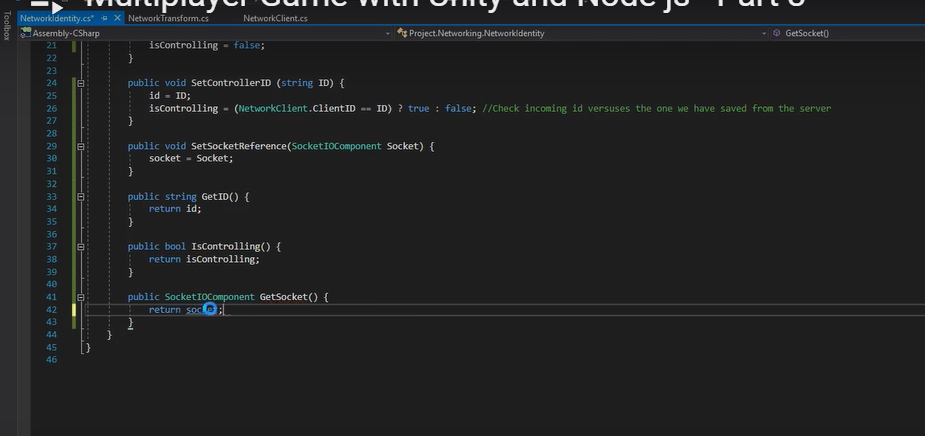 Multiplayer Game with Unity and Node js - Part
Toolbox
NetworkIdentity.cs*
NetworkTransform.cs
NetworkClient.cs
Assembly-CSharp
Project.Networking.NetworkIdentity
GetSocket()
21 isControlling = false;
22 }
23
24 public void SetControllerID (string ID) {
25 id = ID;
26 isControlling = (NetworkClient.ClientID == ID) ? true : false; //Check incoming id versuses the one we have saved from the server
27 }
28
29 public void SetSocketReference(SocketIOComponent Socket) {
30 socket = Socket;
31 }
32
33 public string GetID() {
34 return id;
35 }
36
37 public bool IsControlling() {
38 return isControlling;
39 }
40
41 public SocketIOComponent GetSocket() {
42 return socket;
43 }
44 }
45 }
46